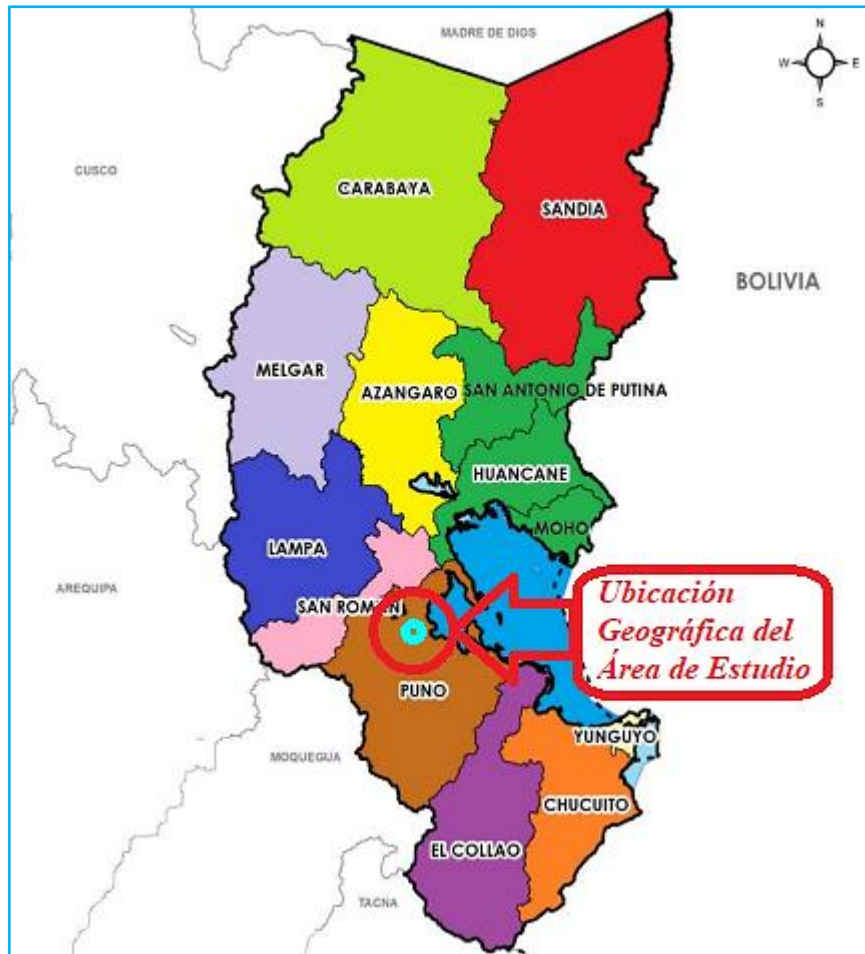 MADRE DE DIOS
N
W
E
S
CUSCO
CARABAYA
SANDIA
BOLIVIA
MELGAR
AZANGARO
SAN ANTONIO DE PUTINA
HUANCANE
MOHO
LAMPA
AREQUIPA
SAN ROMAN
Ubicación
Geográfica del
Área de Estudio
PUNO
YUNGUYO
MOQUEGUA
CHUCUITO
EL COLLAO
TACNA